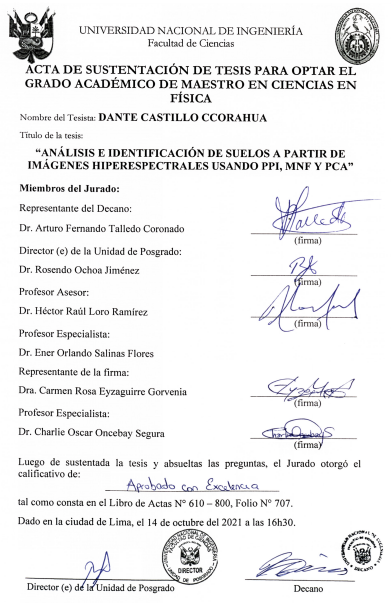 UNIVERSIDAD NACIONAL DE INGENIERÍA
Facultad de Ciencias
ACTA DE SUSTENTACIÓN DE TESIS PARA OPTAR EL
GRADO ACADÉMICO DE MAESTRO EN CIENCIAS EN
FÍSICA
Nombre del Tesista: DANTE CASTILLO CCORAHUA
Título de la tesis:
“ANÁLISIS E IDENTIFICACIÓN DE SUELOS A PARTIR DE
IMÁGENES HIPERESPECTRALES USANDO PPI, MNF Y PCA”
Miembros del Jurado:
Representante del Decano:
Dr. Arturo Fernando Talledo Coronado
(firma)
Director (e) de la Unidad de Posgrado:
Dr. Rosendo Ochoa Jiménez
(firma)
Profesor Asesor:
Dr. Héctor Raúl Loro Ramírez
(firma)
Profesor Especialista:
Dr. Ener Orlando Salinas Flores
Representante de la firma:
Dra. Carmen Rosa Eyzaguirre Gorvenia
(firma)
Profesor Especialista:
Dr. Charlie Oscar Oncebay Segura
(firma)
Luego de sustentada la tesis y absueltas las preguntas, el Jurado otorgó el
calificativo de:
Aprobado con Excelencia
tal como consta en el Libro de Actas N° 610 – 800, Folio N° 707.
Dado en la ciudad de Lima, el 14 de octubre del 2021 a las 16h30.
DIRECTOR
Director (e) de la Unidad de Posgrado
Decano